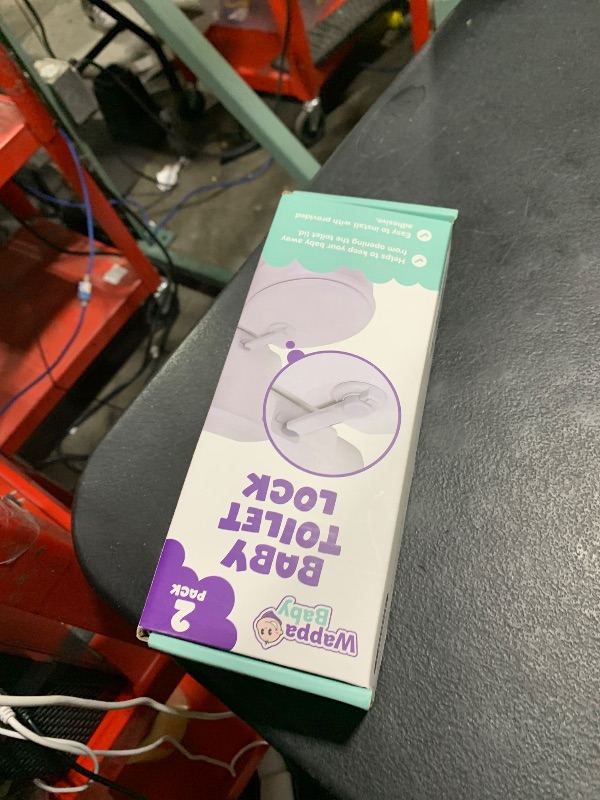 Wappa
Baby
2
PACK
BABY
TOILET
LOCK
Helps to keep your baby away
from opening the toilet lid.
Easy to install with provided
adhesive.